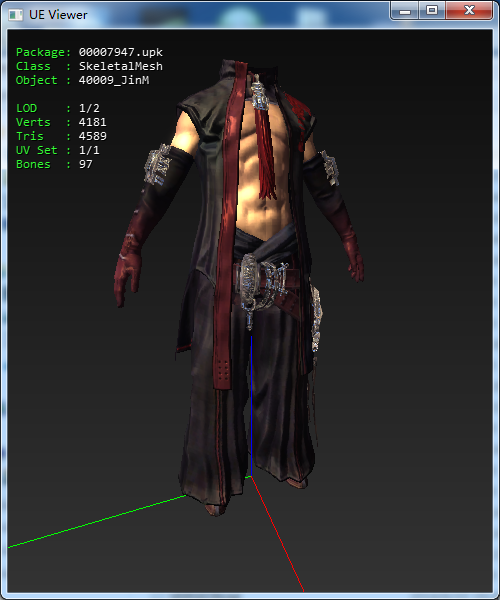 UE Viewer
Package: 00007947.upk
Class : SkeletalMesh
Object : 40009_JinM
LOD : 1/2
Verts : 4181
Tris : 4589
UV Set : 1/1
Bones : 97